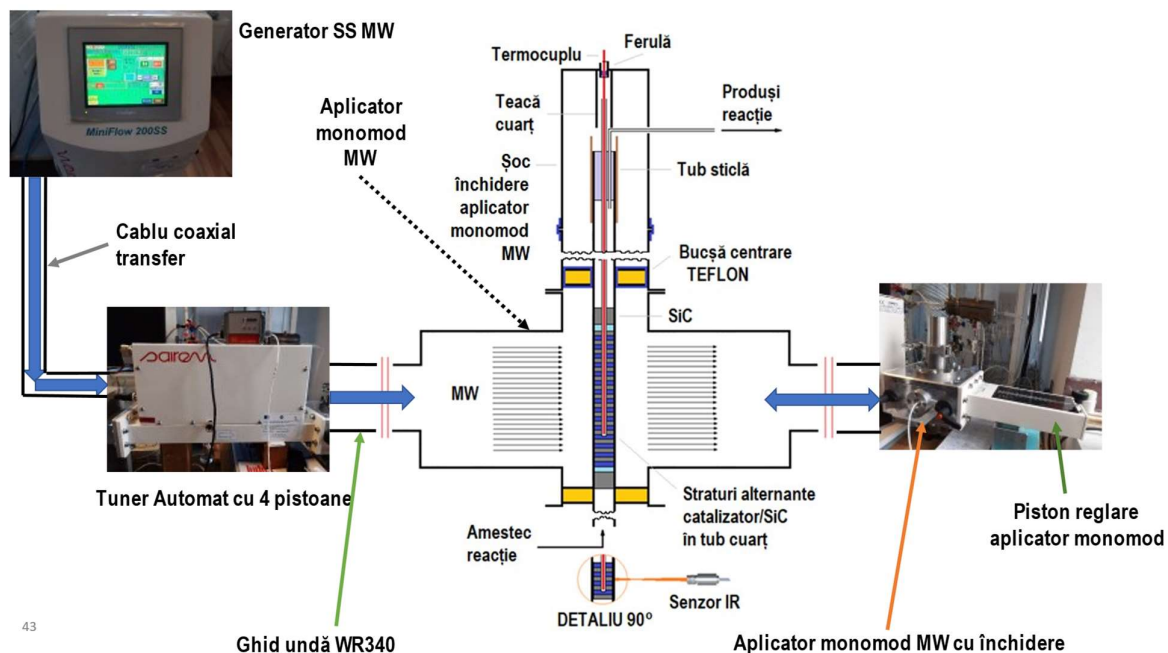 Generator SS MW
MiniFlow 200SS
Termocuplu
Ferulă
Teacă
cuarț
Produși
reacție
Aplicator
monomod
MW
Șoc
închidere
aplicator
monomod
MW
Tub sticlă
Cablu coaxial
transfer
Bucșă centrare
TEFLON
SiC
sairem
MW
Tuner Automat cu 4 pistoane
Straturi alternante
catalizator/SiC
în tub cuarț
Piston reglare
aplicator monomod
Amestec
reacție
Senzor IR
DETALIU 90º
43
Ghid undă WR340
Aplicator monomod MW cu închidere